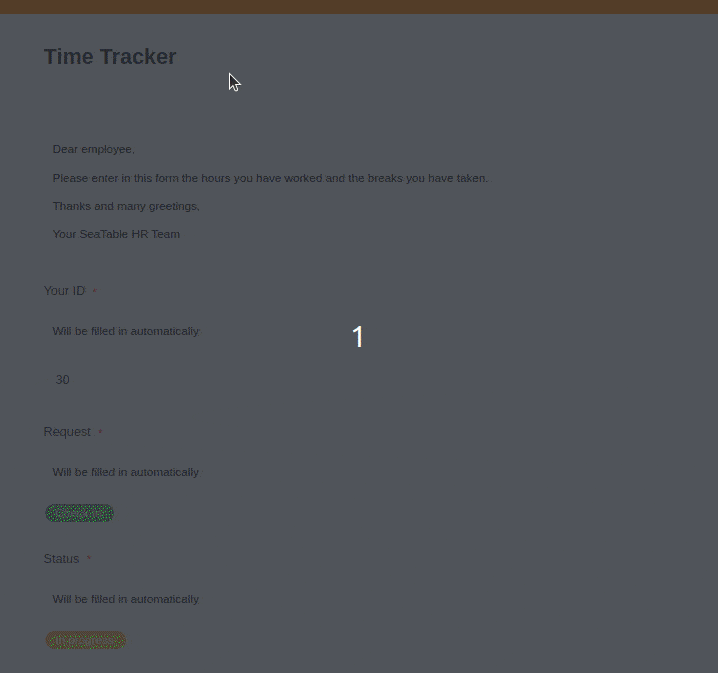 Time Tracker
Dear employee,
Please enter in this form the hours you have worked and the breaks you have taken.
Thanks and many greetings,
Your SeaTable HR Team
Your ID *
Will be filled in automatically
1
30
Request *
Will be filled in automatically
Status *
Will be filled in automatically